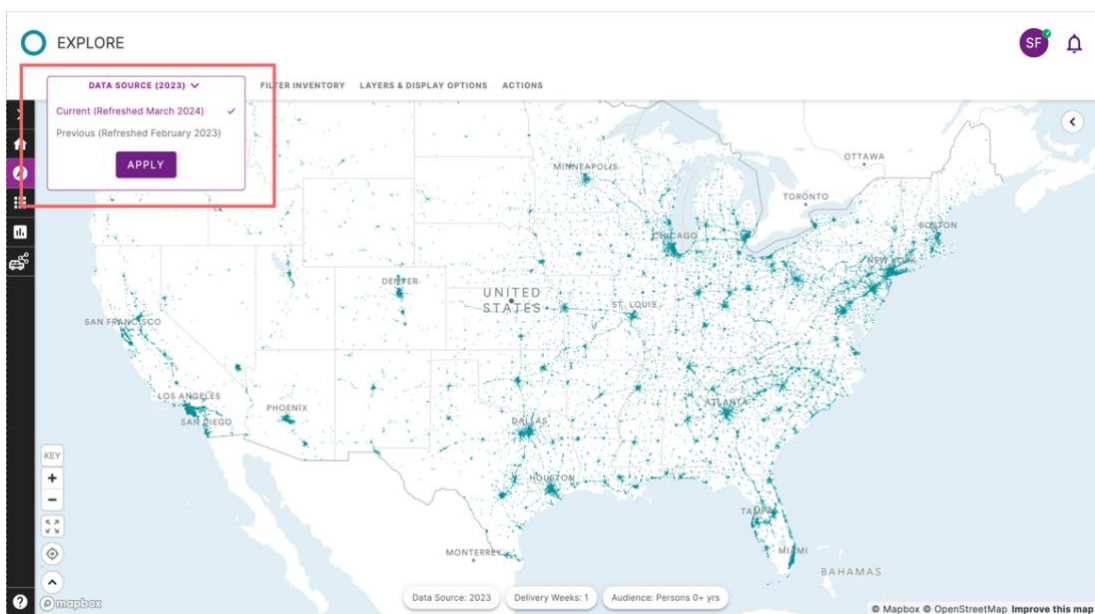 EXPLORE
SF
DATA SOURCE (2023)
FILTER INVENTORY
LAYERS & DISPLAY OPTIONS
ACTIONS
Current (Refreshed March 2024)
Previous (Refreshed February 2023)
APPLY
OTTAWA
MINNEAPOLIS
TORONTO
BOSTON
CHICAGO
NEW YORK
DENVER
UNITED
STATES
ST. LOUIS
SAN FRANCISCO
LOS ANGELES
PHOENIX
ATLANTA
SAN DIEGO
DALLAS
KEY
HOUSTON
TAMPA
MONTERREY
MIAMI
BAHAMAS
Data Source: 2023
Delivery Weeks: 1
Audience: Persons 0+ yrs
mapbox
© Mapbox © OpenStreetMap Improve this map